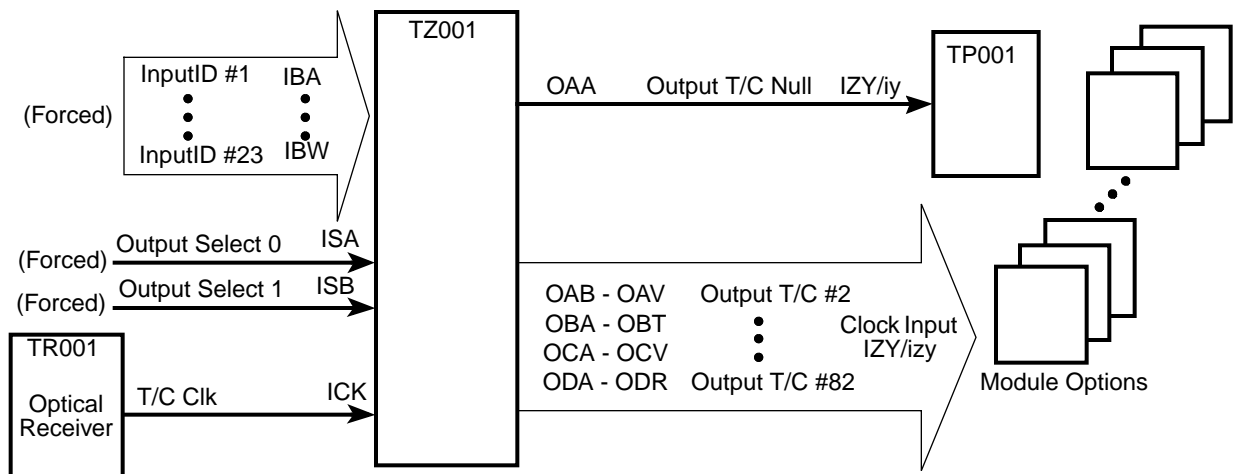 TZ001
TP001
InputID #1 IBA
(Forced)
InputID #23 IBW
OAA Output T/C Null IZY/iy
(Forced) Output Select 0 ISA
(Forced) Output Select 1 ISB
OAB - OAV Output T/C #2
OBA - OBT
OCA - OCV
ODA - ODR Output T/C #82
Clock Input
IZY/izy
Module Options
TR001
Optical
Receiver
T/C Clk ICK